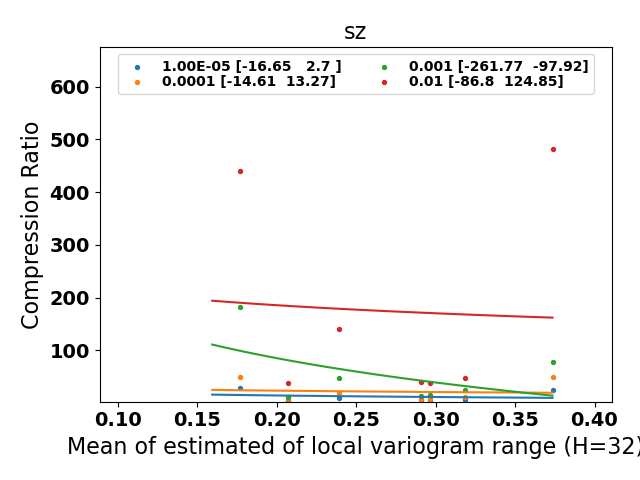 sz
1.00E-05 [-16.65 2.7 ]
0.0001 [-14.61 13.27]
0.001 [-261.77 -97.92]
0.01 [-86.8 124.85]
Compression Ratio
600
500
400
300
200
100
0.10 0.15 0.20 0.25 0.30 0.35 0.40
Mean of estimated of local variogram range (H=32)